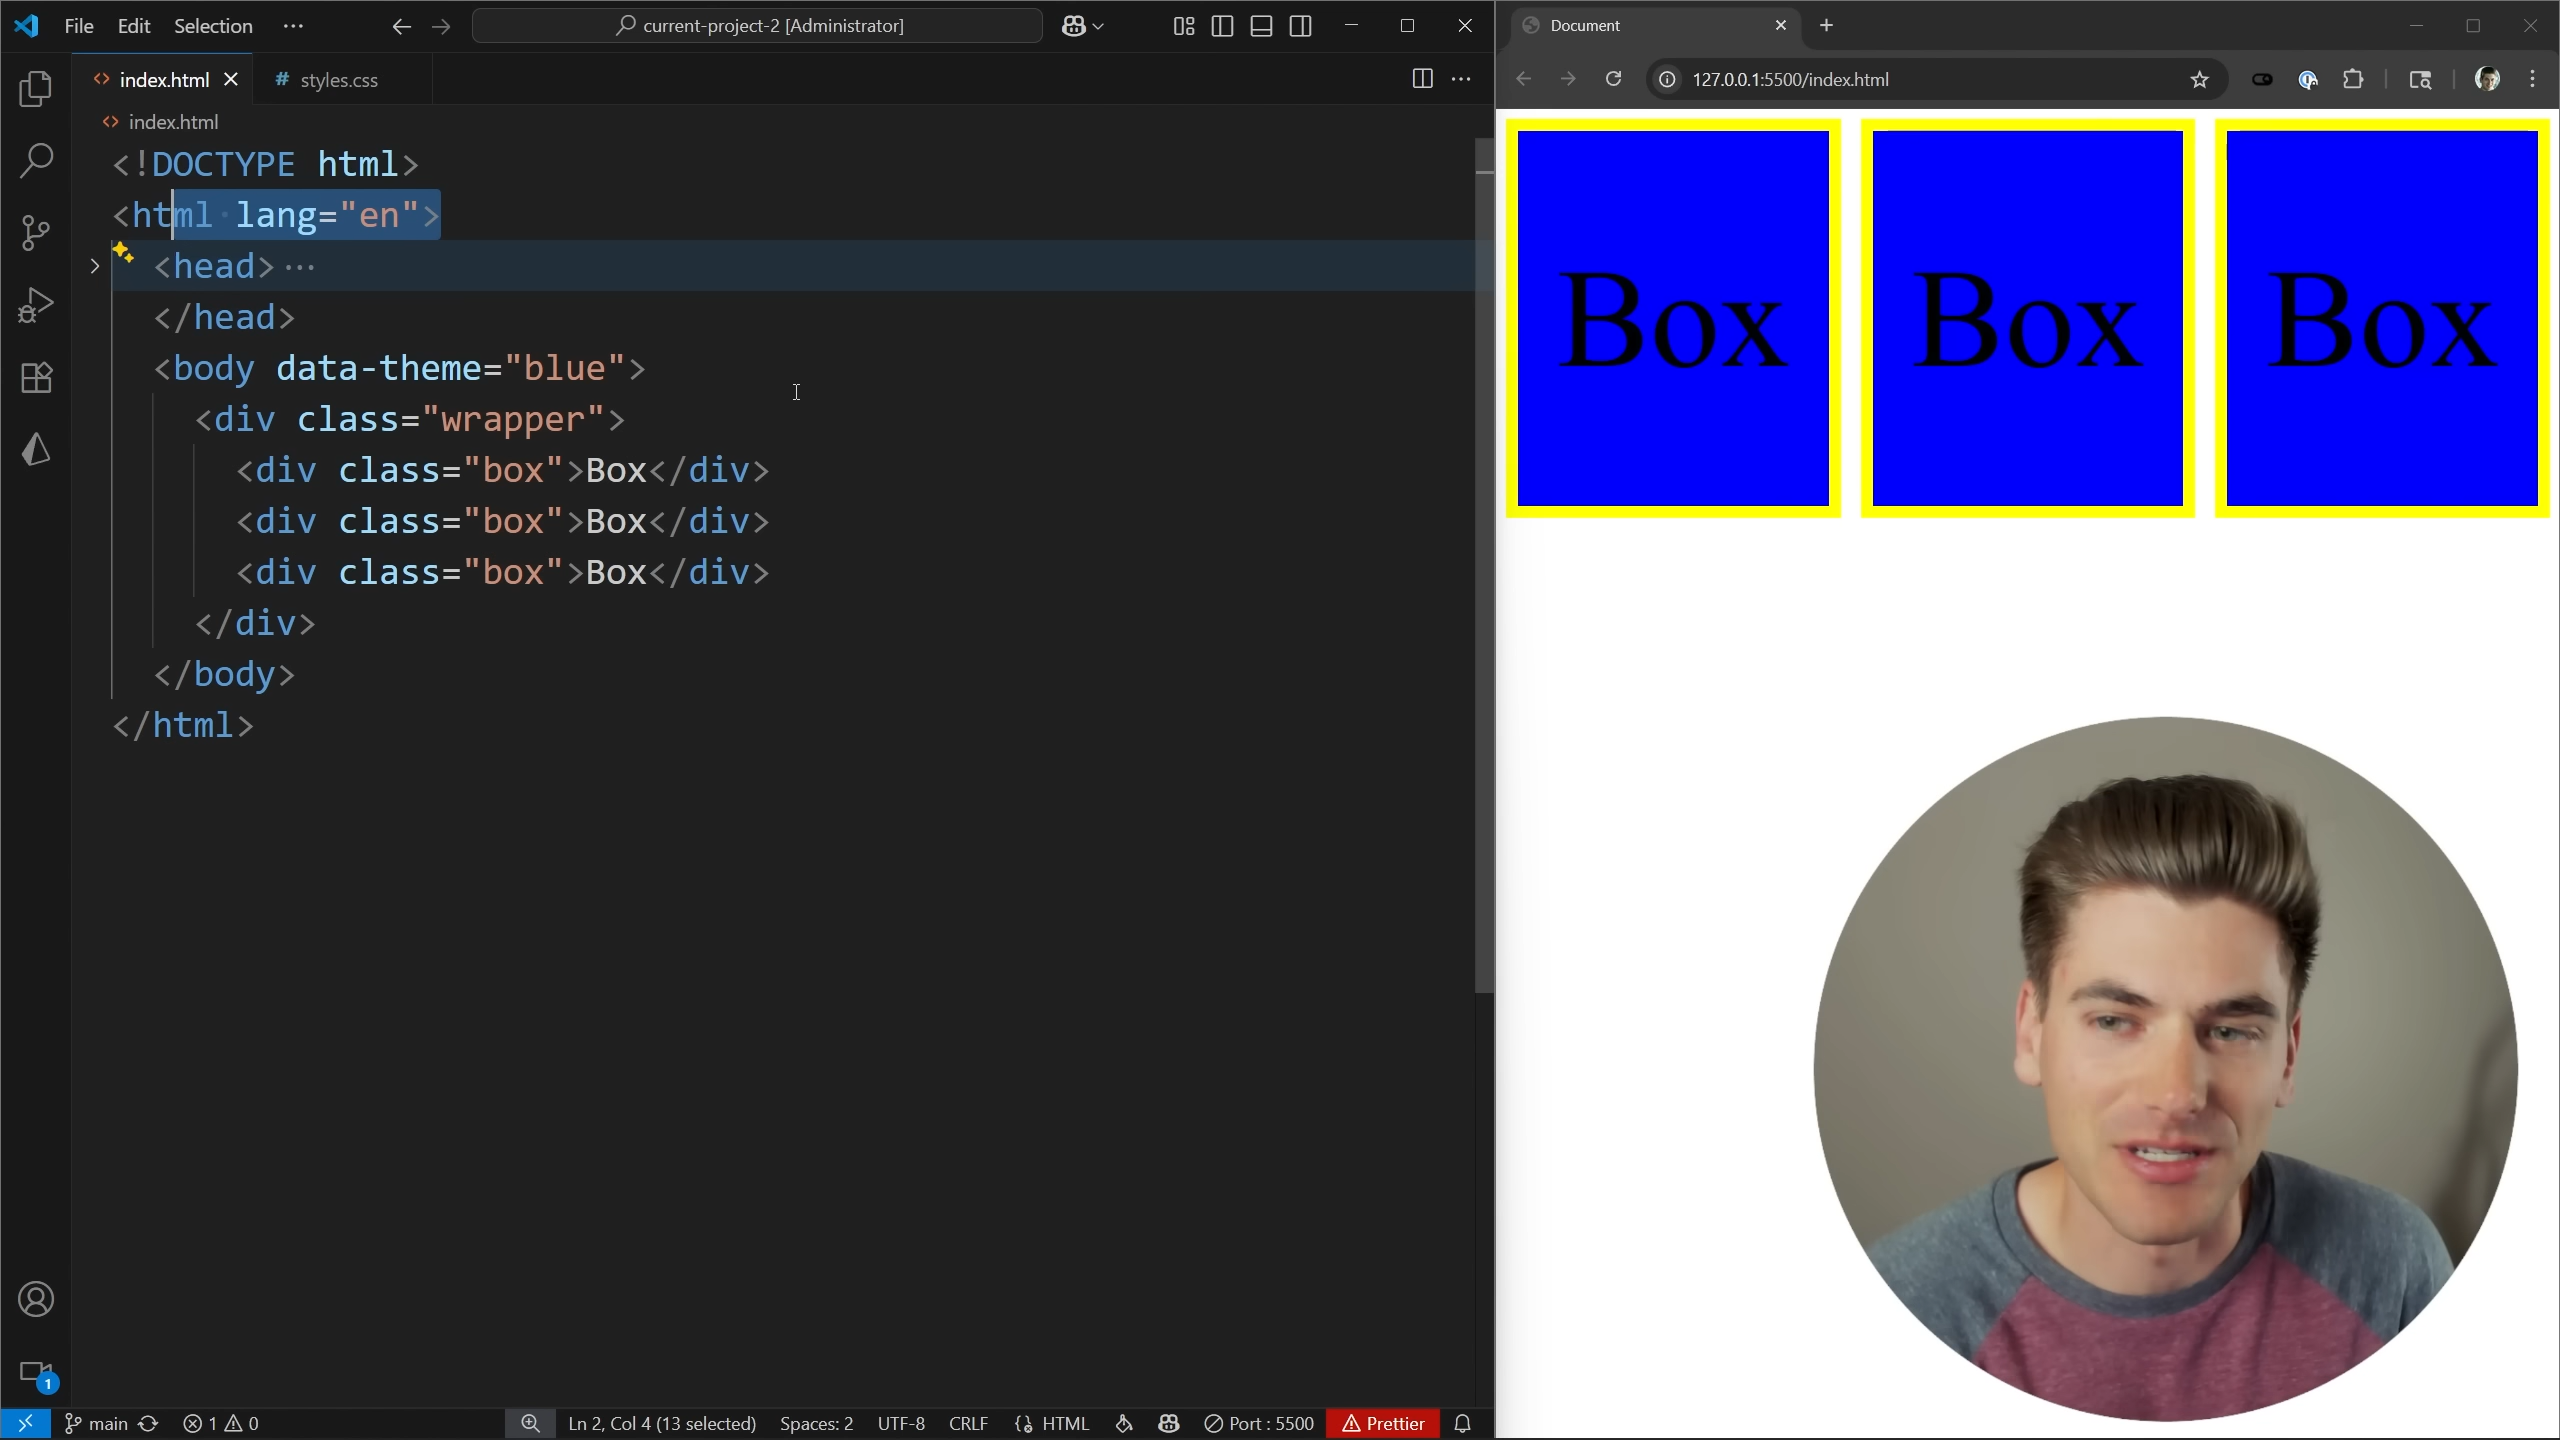 File Edit Selection ··· current-project-2 [Administrator]
index.html styles.css
index.html
<!DOCTYPE html>
<html lang="en">
<head>···
</head>
<body data-theme="blue">
<div class="wrapper">
<div class="box">Box</div>
<div class="box">Box</div>
<div class="box">Box</div>
</div>
</body>
</html>
1
main 1 0 Ln 2, Col 4 (13 selected) Spaces: 2 UTF-8 CRLF HTML Port : 5500 Prettier
Document
127.0.0.1:5500/index.html
Box Box Box